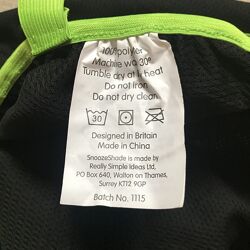 100% polyester
Machine wash 30°
Tumble dry at low heat
Do not Iron
Do not dry clean
30
Designed in Britain
Made in China
SnoozeShade is made by
Really Simple Ideas Ltd
PO Box 640, Walton on Thames,
Surrey KT12 9GP
Batch No. 1115